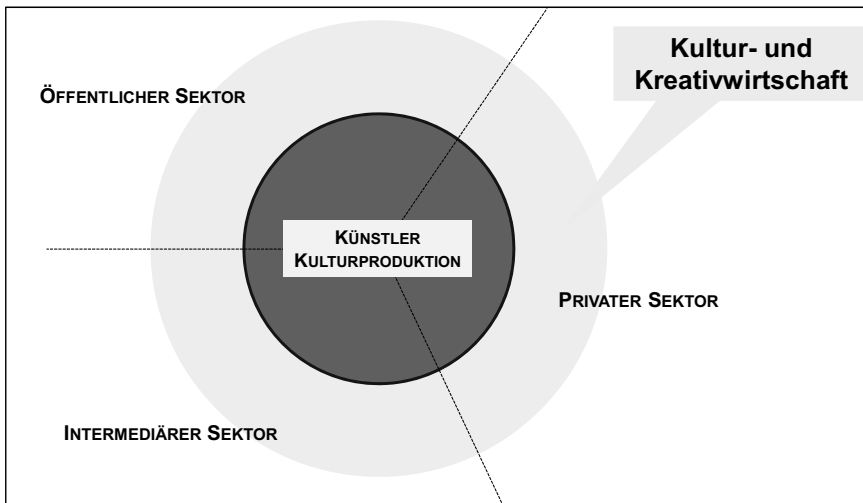 Kultur- und
Kreativwirtschaft
ÖFFENTLICHER SEKTOR
KÜNSTLER
KULTURPRODUKTION
PRIVATER SEKTOR
INTERMEDIÄRER SEKTOR